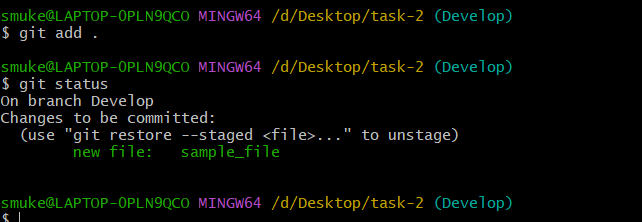 smuke@LAPTOP-0PLN9QCO MINGW64 /d/Desktop/task-2 (Develop)
$ git add .
smuke@LAPTOP-0PLN9QCO MINGW64 /d/Desktop/task-2 (Develop)
$ git status
On branch Develop
Changes to be committed:
  (use "git restore --staged <file>..." to unstage)
        new file:   sample_file
smuke@LAPTOP-0PLN9QCO MINGW64 /d/Desktop/task-2 (Develop)
$